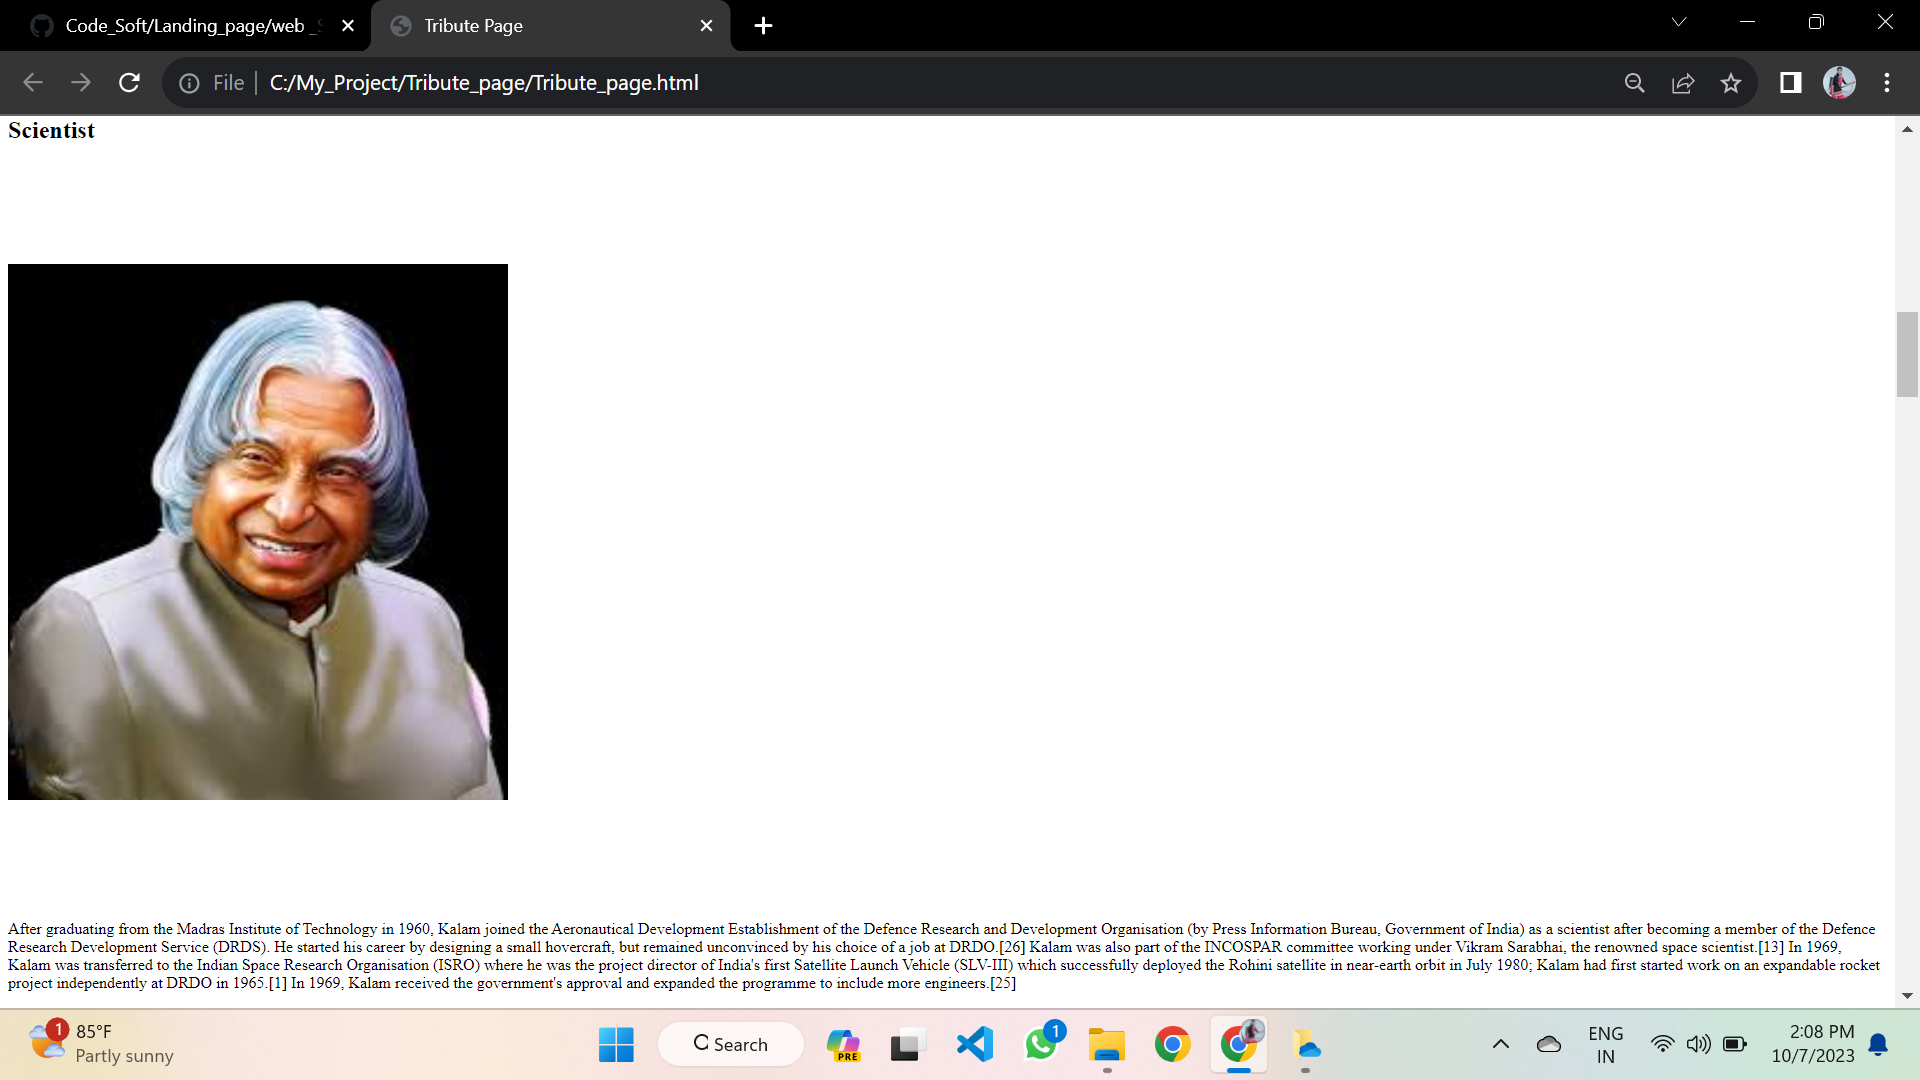 Code_Soft/Landing_page/web_
Tribute Page
File
C:/My_Project/Tribute_page/Tribute_page.html
Scientist
After graduating from the Madras Institute of Technology in 1960, Kalam joined the Aeronautical Development Establishment of the Defence Research and Development Organisation (by Press Information Bureau, Government of India) as a scientist after becoming a member of the Defence
Research Development Service (DRDS). He started his career by designing a small hovercraft, but remained unconvinced by his choice of a job at DRDO.[26] Kalam was also part of the INCOSPAR committee working under Vikram Sarabhai, the renowned space scientist.[13] In 1969,
Kalam was transferred to the Indian Space Research Organisation (ISRO) where he was the project director of India's first Satellite Launch Vehicle (SLV-III) which successfully deployed the Rohini satellite in near-earth orbit in July 1980; Kalam had first started work on an expandable rocket
project independently at DRDO in 1965.[1] In 1969, Kalam received the government's approval and expanded the programme to include more engineers.[25]
1
85°F
Partly sunny
Search
PRE
1
ENG
IN
2:08 PM
10/7/2023